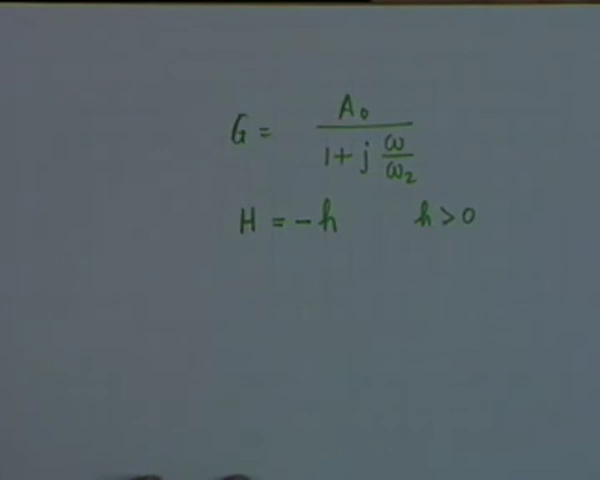 G = A₀ / (1 + j ω/ω₂)
H = - h h > 0